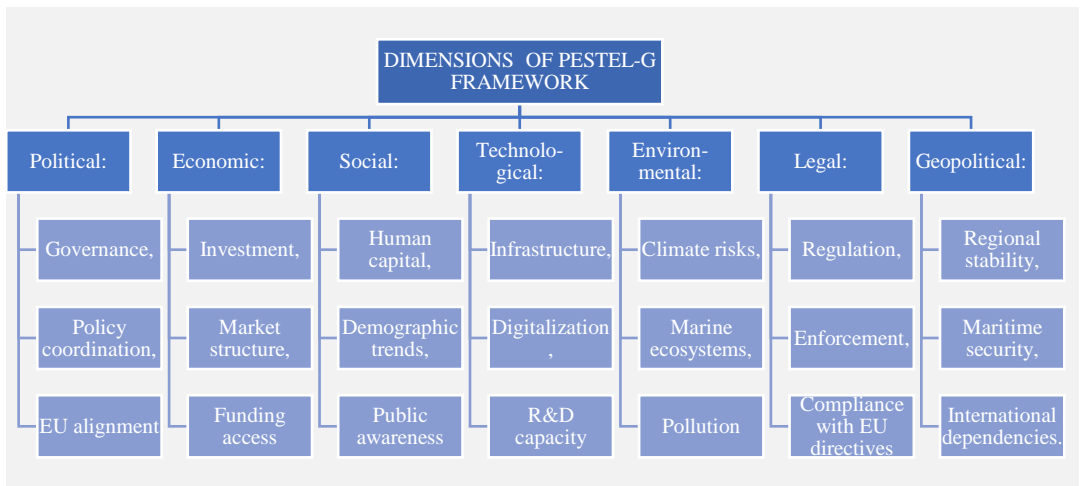 DIMENSIONS OF PESTEL-G
FRAMEWORK
Political:
Governance,
Policy
coordination,
EU alignment
Economic:
Investment,
Market
structure,
Funding
access
Social:
Human
capital,
Demographic
trends,
Public
awareness
Technolo-
gical:
Infrastructure,
Digitalization
,
R&D
capacity
Environ-
mental:
Climate risks,
Marine
ecosystems,
Pollution
Legal:
Regulation,
Enforcement,
Compliance
with EU
directives
Geopolitical:
Regional
stability,
Maritime
security,
International
dependencies.